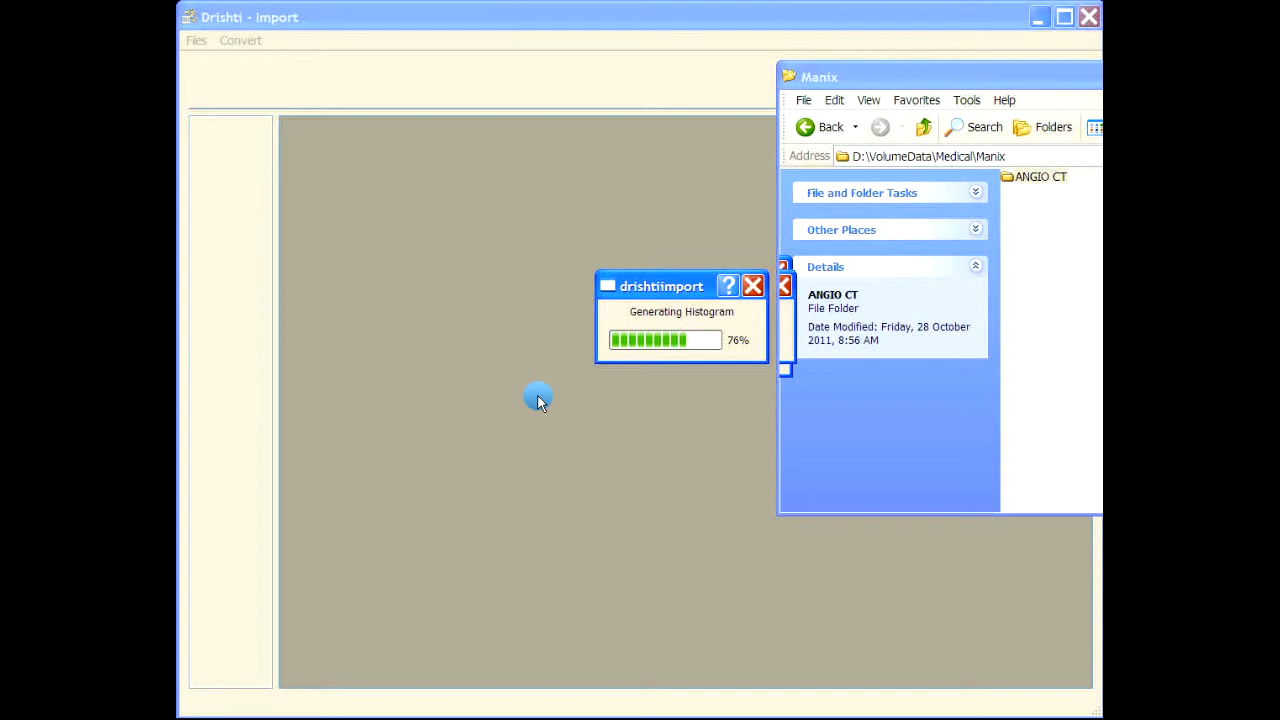 Drishti - Import
Files Convert
Manix
File Edit View Favorites Tools Help
Back Search Folders
Address D:\VolumeData\Medical\Manix
ANGIO CT
File and Folder Tasks
Other Places
Details
ANGIO CT
File Folder
Date Modified: Friday, 28 October
2011, 8:56 AM
drishtiimport
Generating Histogram
76%